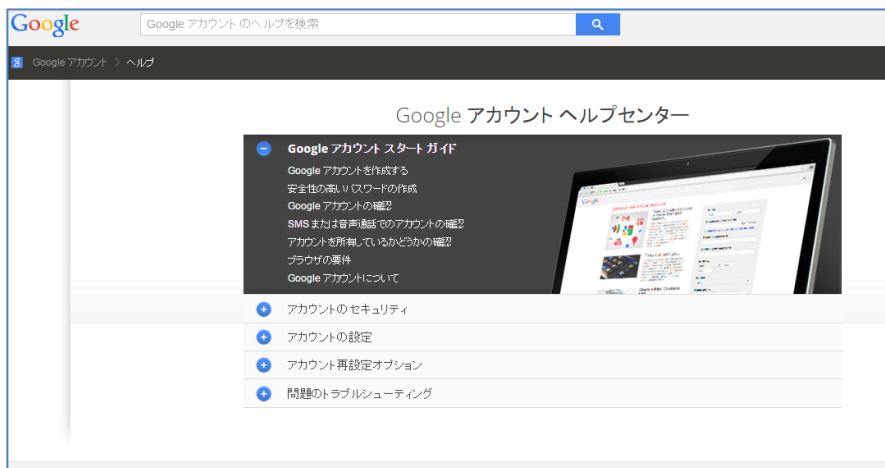 Google
Google アカウント のヘルプを検索
8 Google アカウント > ヘルプ
Google アカウント ヘルプセンター
Google アカウント スタート ガイド
Google アカウントを作成する
安全性の高いパスワードの作成
Google アカウントの確認
SMS または音声通話でのアカウントの確認
アカウントを所有しているかどうかの確認
ブラウザの要件
Google アカウントについて
アカウントのセキュリティ
アカウントの設定
アカウント再設定オプション
問題のトラブルシューティング
Google